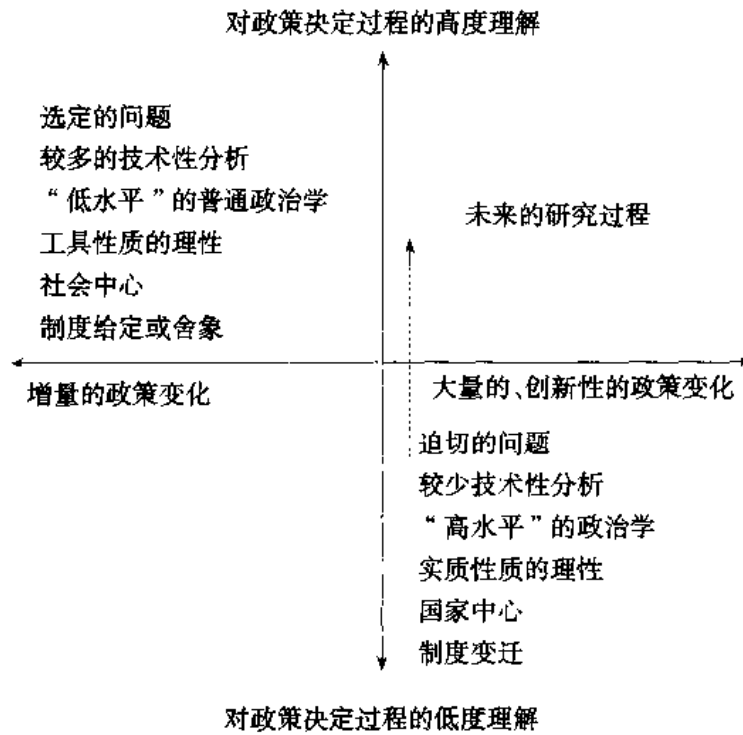 对政策决定过程的高度理解
选定的问题
较多的技术性分析
“低水平”的普通政治学
工具性质的理性
社会中心
制度给定或舍象
未来的研究过程
增量的政策变化
大量的、创新性的政策变化
迫切的问题
较少技术性分析
“高水平”的政治学
实质性质的理性
国家中心
制度变迁
对政策决定过程的低度理解